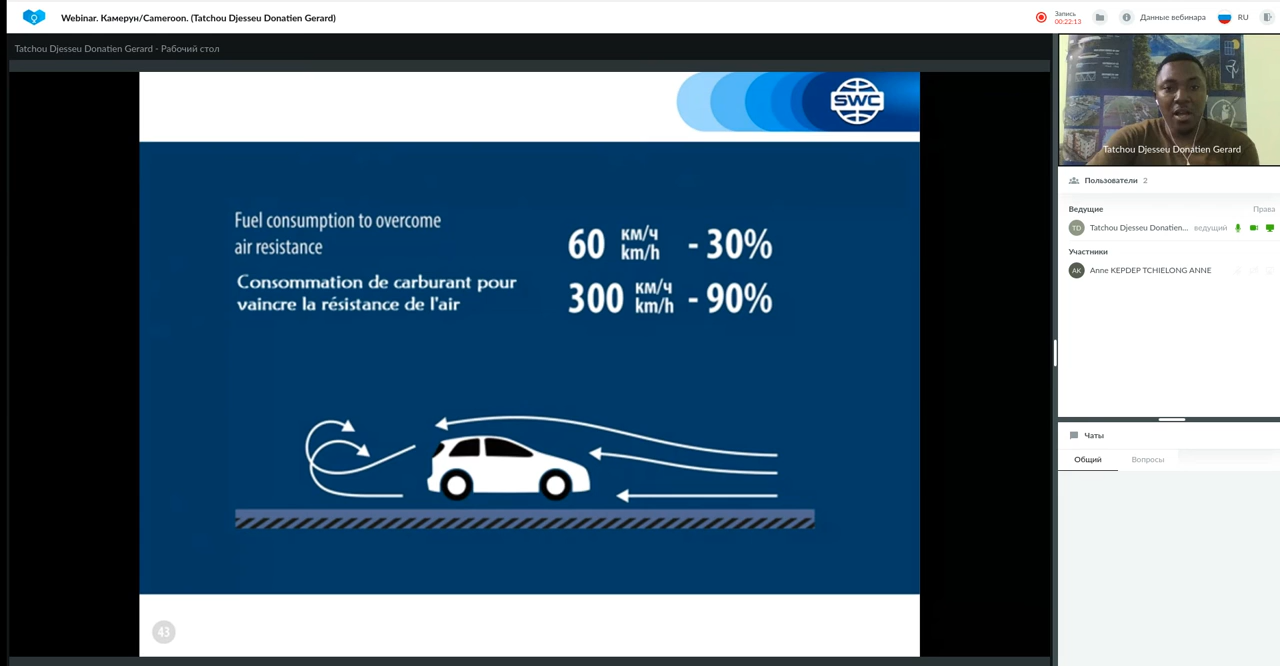 Webinar. Камерун/Cameroon. (Tatchou Djesseu Donatien Gerard)
Запись
00:22:13
Данные вебинара
RU
Tatchou Djesseu Donatien Gerard - Рабочий стол
SWC
Fuel consumption to overcome
air resistance
Consommation de carburant pour
vaincre la résistance de l'air
60 км/ч km/h - 30%
300 км/ч km/h - 90%
43
Tatchou Djesseu Donatien Gerard
Пользователи 2
Ведущие Права
TD Tatchou Djesseu Donatien... ведущий
Участники
AK Anne KEPDEP TCHIELONG ANNE
Чаты
Общий Вопросы